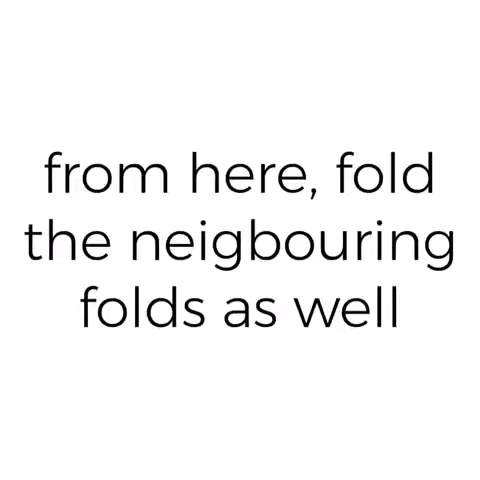 from here, fold
the neigbouring
folds as well